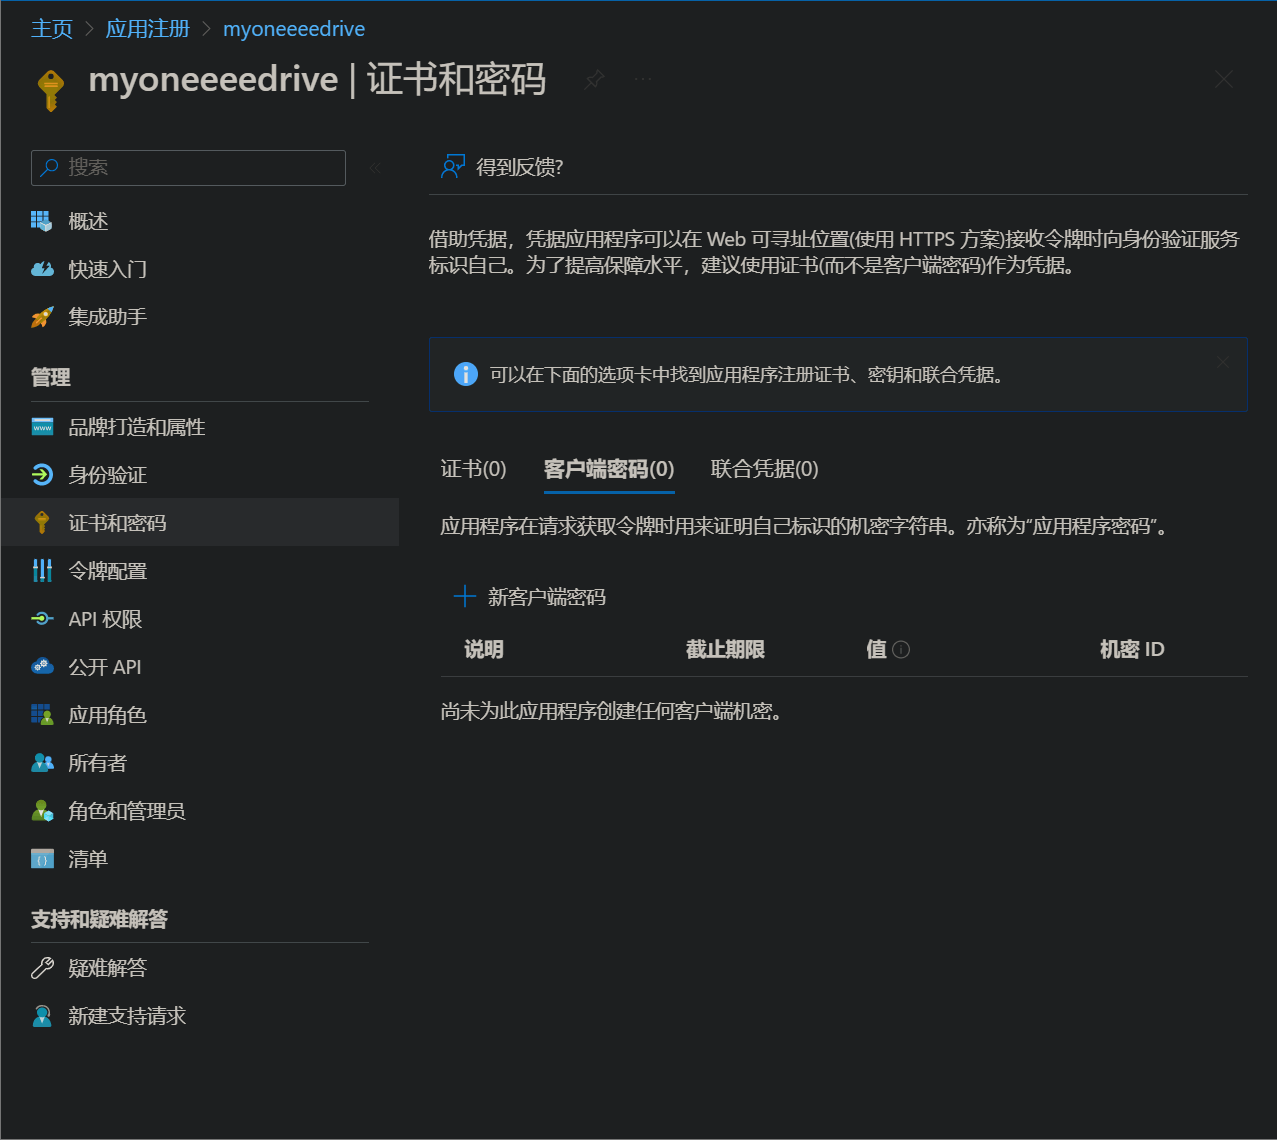 主页 > 应用注册 > myoneeeedrive
myoneeeedrive | 证书和密码
搜索
概述
快速入门
集成助手
管理
品牌打造和属性
身份验证
证书和密码
令牌配置
API 权限
公开 API
应用角色
所有者
角色和管理员
清单
支持和疑难解答
疑难解答
新建支持请求
得到反馈?
借助凭据，凭据应用程序可以在 Web 可寻址位置(使用 HTTPS 方案)接收令牌时向身份验证服务
标识自己。为了提高保障水平，建议使用证书(而不是客户端密码)作为凭据。
可以在下面的选项卡中找到应用程序注册证书、密钥和联合凭据。
证书(0) 客户端密码(0) 联合凭据(0)
应用程序在请求获取令牌时用来证明自己标识的机密字符串。亦称为“应用程序密码”。
新客户端密码
说明 截止期限 值 机密 ID
尚未为此应用程序创建任何客户端机密。